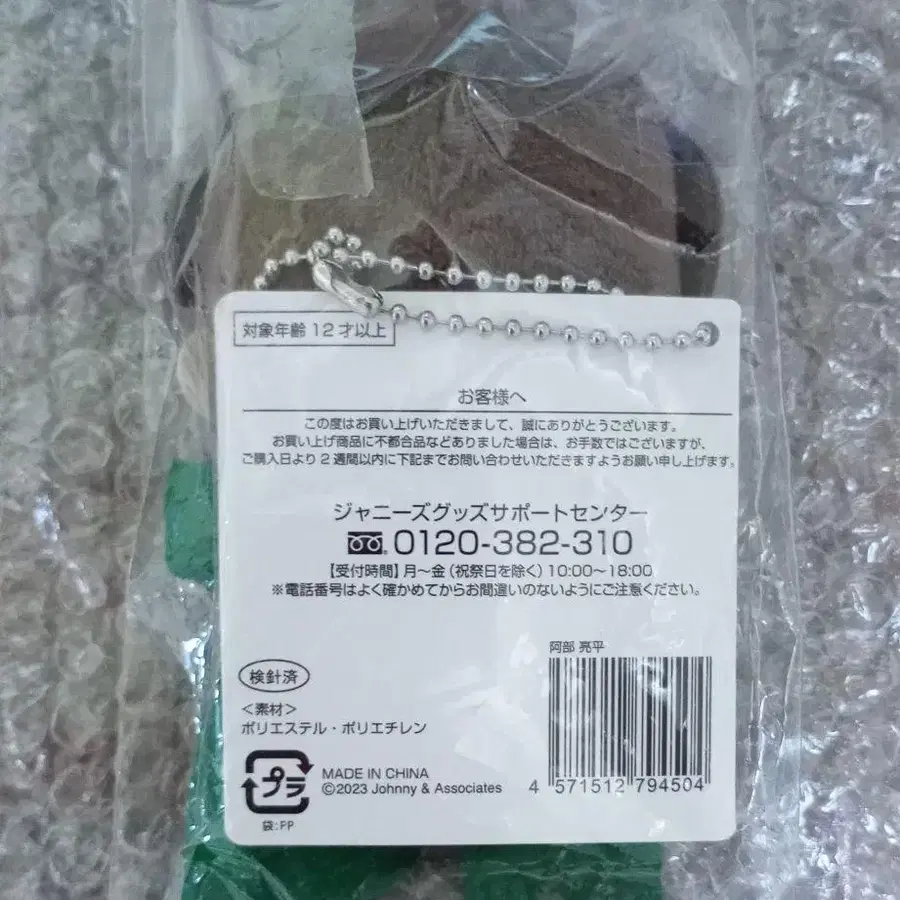 対象年齢 12才以上
お客様へ
この度はお買い上げいただきまして、誠にありがとうございます。
お買い上げ商品に不都合品などありました場合は、お手数ではございますが、
ご購入日より2週間以内に下記までお問い合わせいただきますようお願い申し上げます。
ジャニーズグッズサポートセンター
0120-382-310
【受付時間】月～金（祝祭日を除く）10:00～18:00
※電話番号はよく確かめてからお間違いのないようにご注意ください。
阿部 亮平
検針済
＜素材＞
ポリエステル・ポリエチレン
プラ
MADE IN CHINA
©2023 Johnny & Associates
袋:PP
4 571512 794504